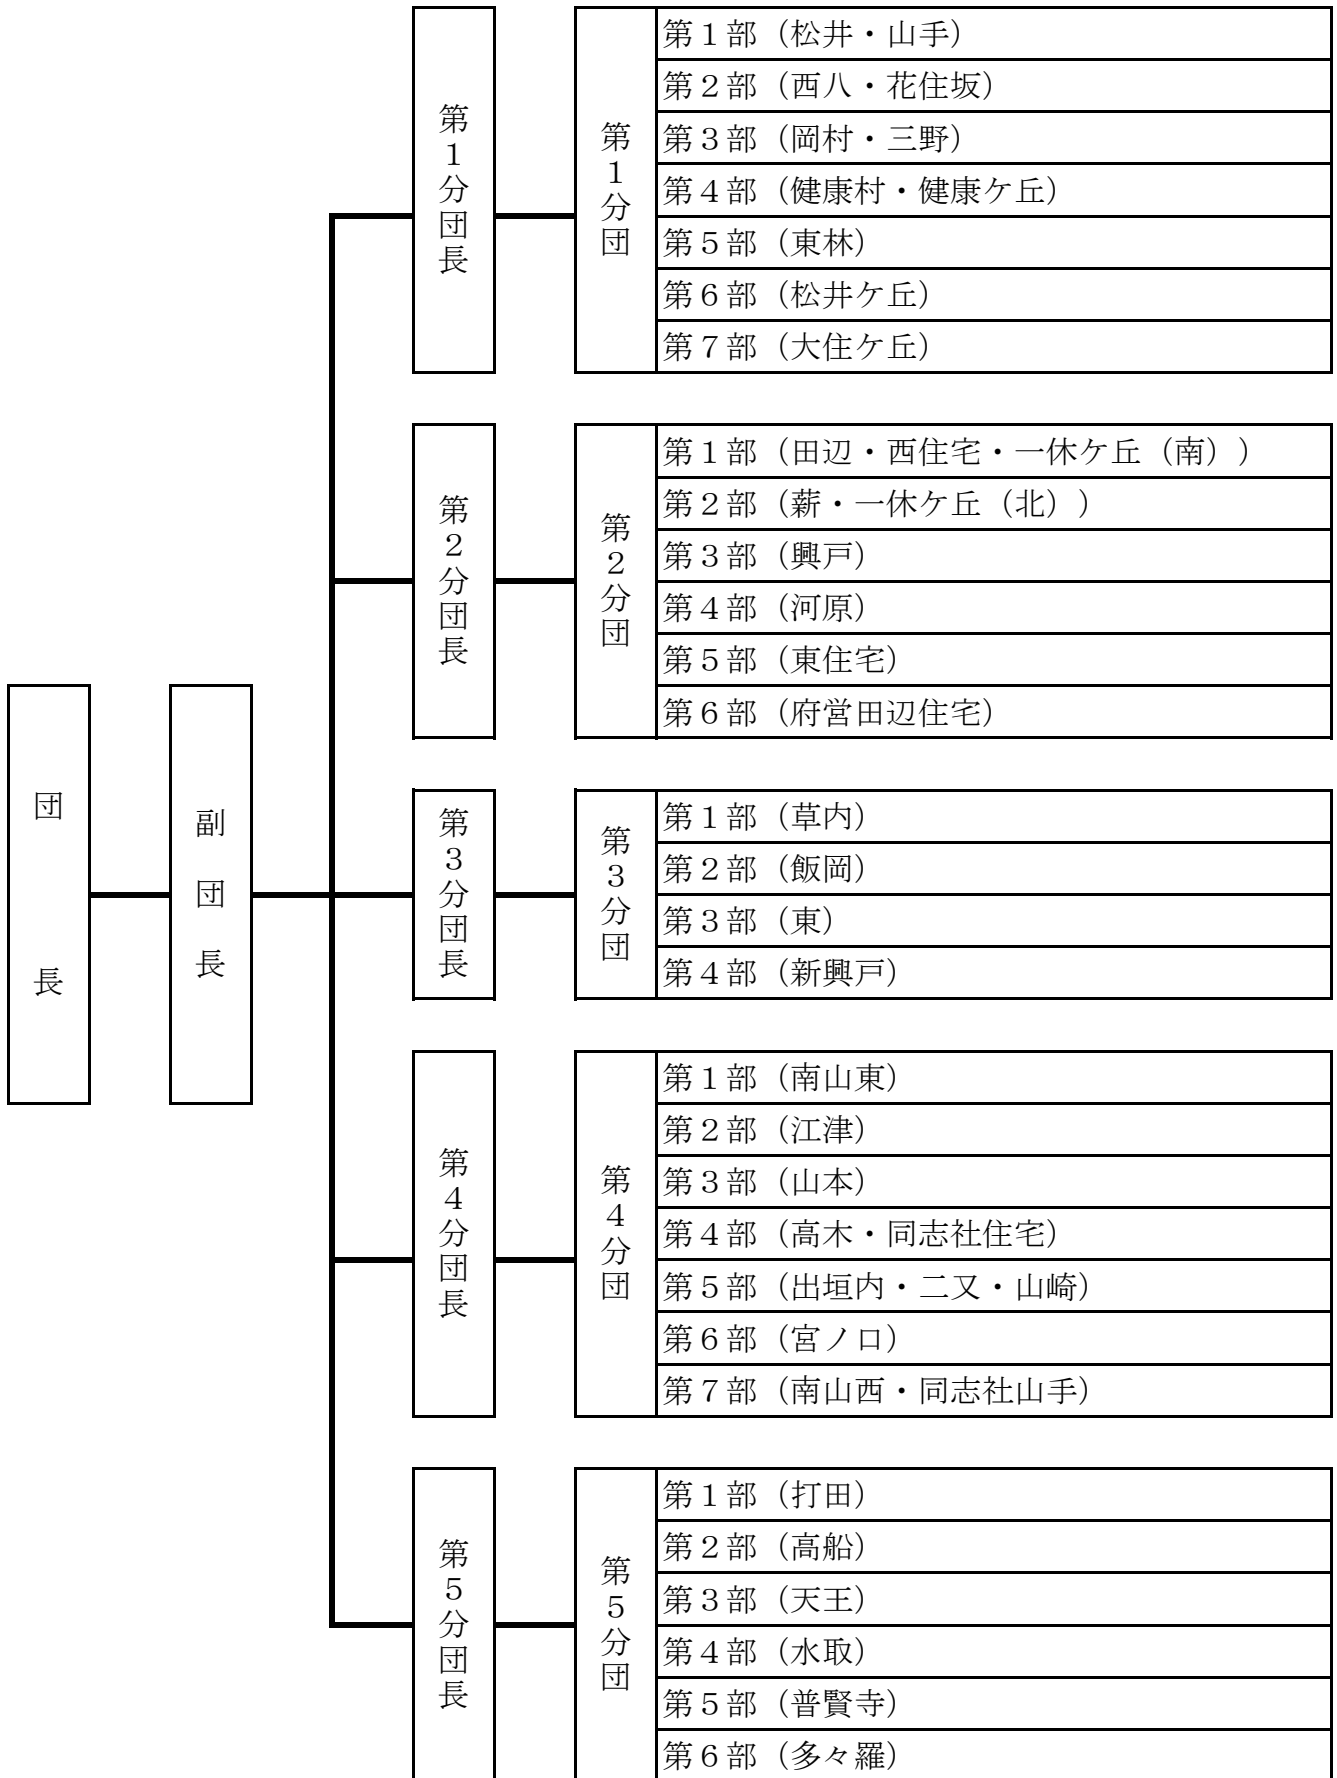 団長
副団長
第１分団長
第１分団
第１部（松井・山手）
第２部（西八・花住坂）
第３部（岡村・三野）
第４部（健康村・健康ケ丘）
第５部（東林）
第６部（松井ケ丘）
第７部（大住ケ丘）
第２分団長
第２分団
第１部（田辺・西住宅・一休ケ丘（南））
第２部（薪・一休ケ丘（北））
第３部（興戸）
第４部（河原）
第５部（東住宅）
第６部（府営田辺住宅）
第３分団長
第３分団
第１部（草内）
第２部（飯岡）
第３部（東）
第４部（新興戸）
第４分団長
第４分団
第１部（南山東）
第２部（江津）
第３部（山本）
第４部（高木・同志社住宅）
第５部（出垣内・二又・山崎）
第６部（宮ノ口）
第７部（南山西・同志社山手）
第５分団長
第５分団
第１部（打田）
第２部（高船）
第３部（天王）
第４部（水取）
第５部（普賢寺）
第６部（多々羅）